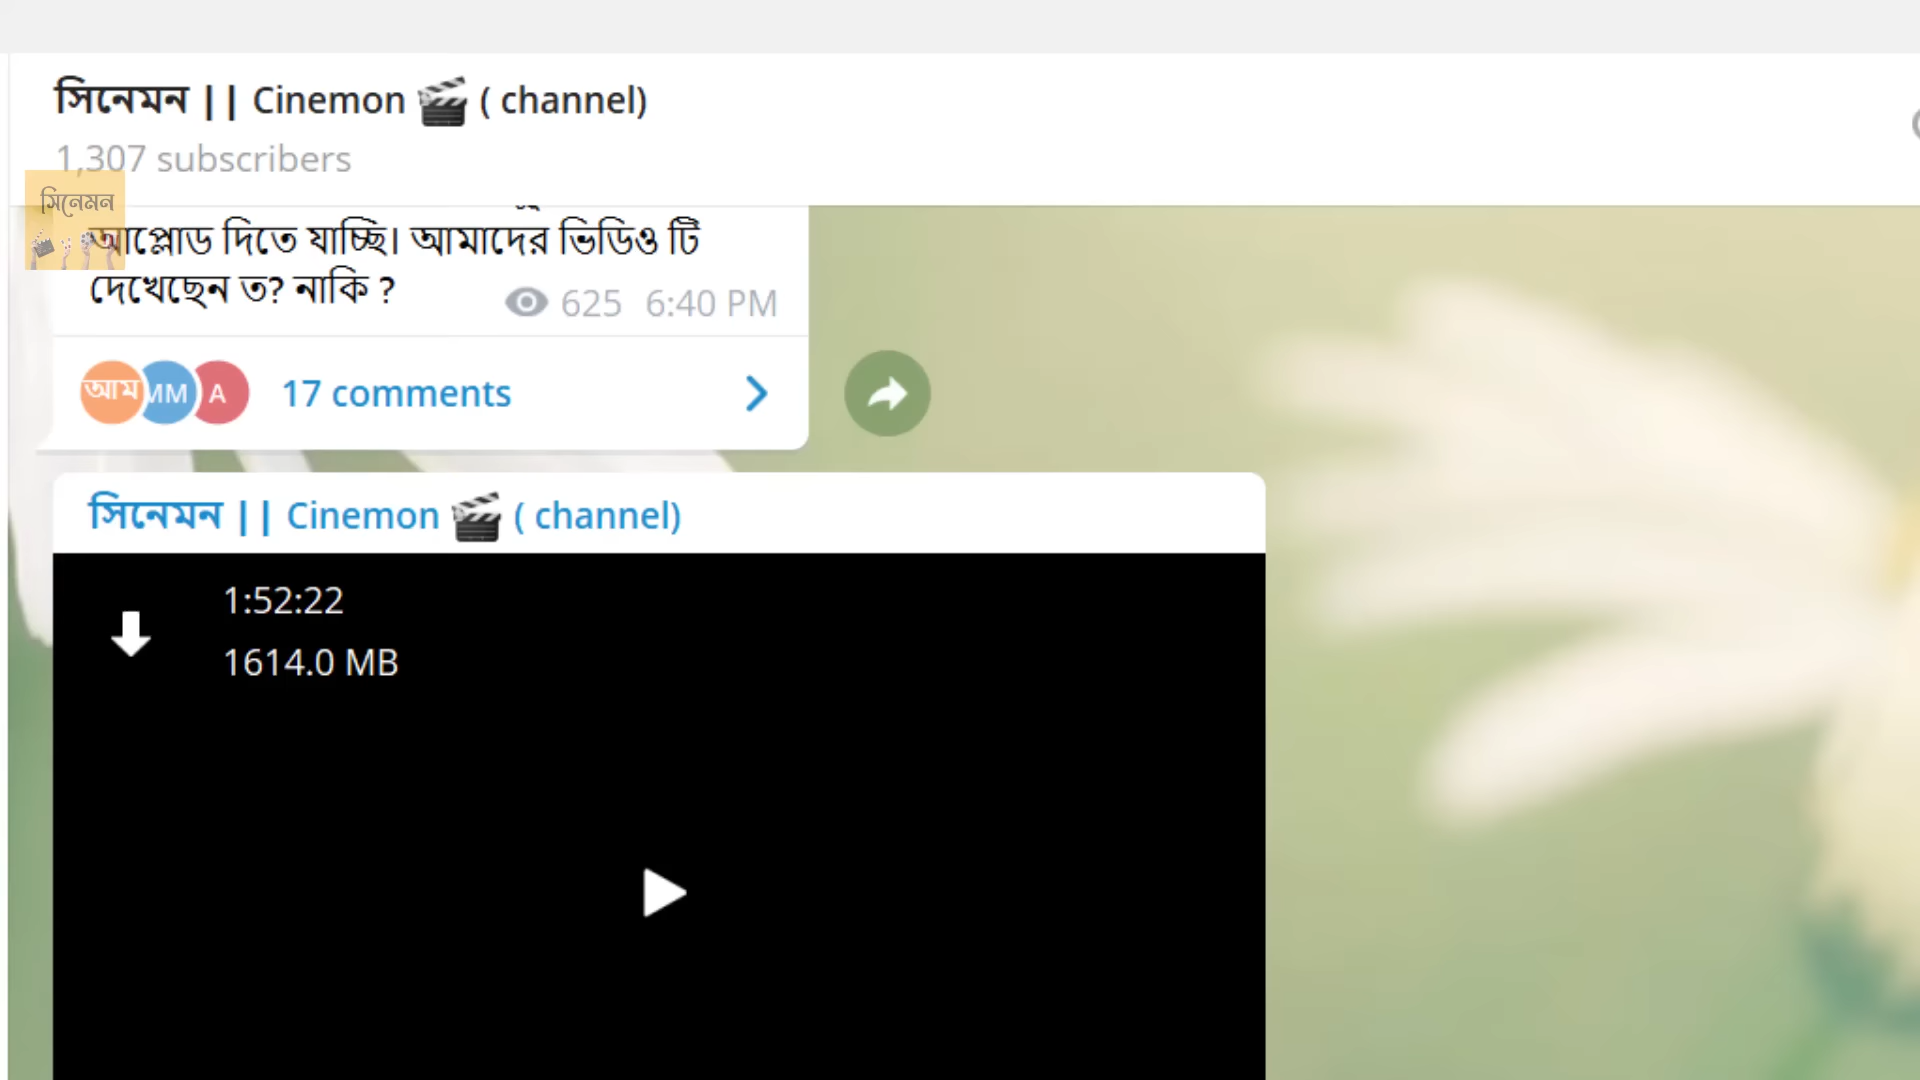 সিনেমন || Cinemon 🎬 ( channel)
1,307 subscribers
সিনেমন
আপ্লোড দিতে যাচ্ছি। আমাদের ভিডিও টি
দেখেছেন ত? নাকি ?
625 6:40 PM
আম MM A 17 comments
সিনেমন || Cinemon 🎬 ( channel)
1:52:22
1614.0 MB